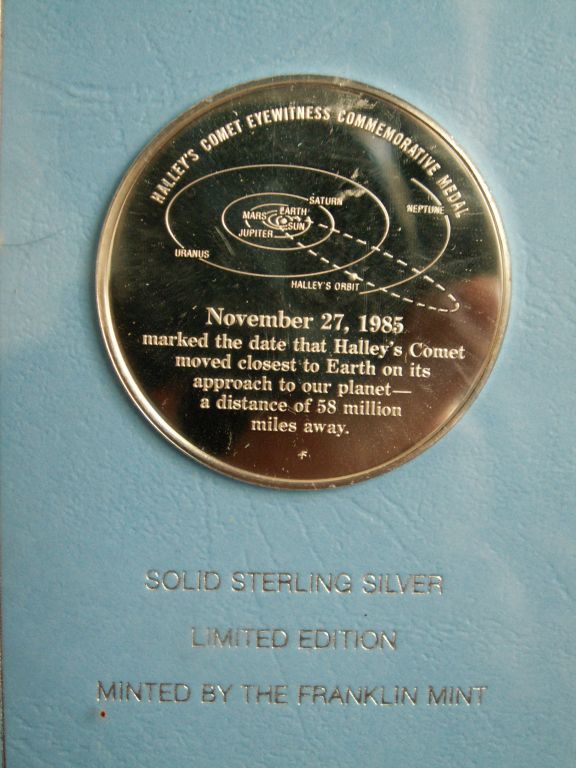 HALLEY'S COMET EYEWITNESS COMMEMORATIVE MEDAL
SATURN
NEPTUNE
MARS EARTH
SUN
JUPITER
URANUS
HALLEY'S ORBIT
November 27, 1985
marked the date that Halley's Comet
moved closest to Earth on its
approach to our planet—
a distance of 58 million
miles away.
SOLID STERLING SILVER
LIMITED EDITION
MINTED BY THE FRANKLIN MINT